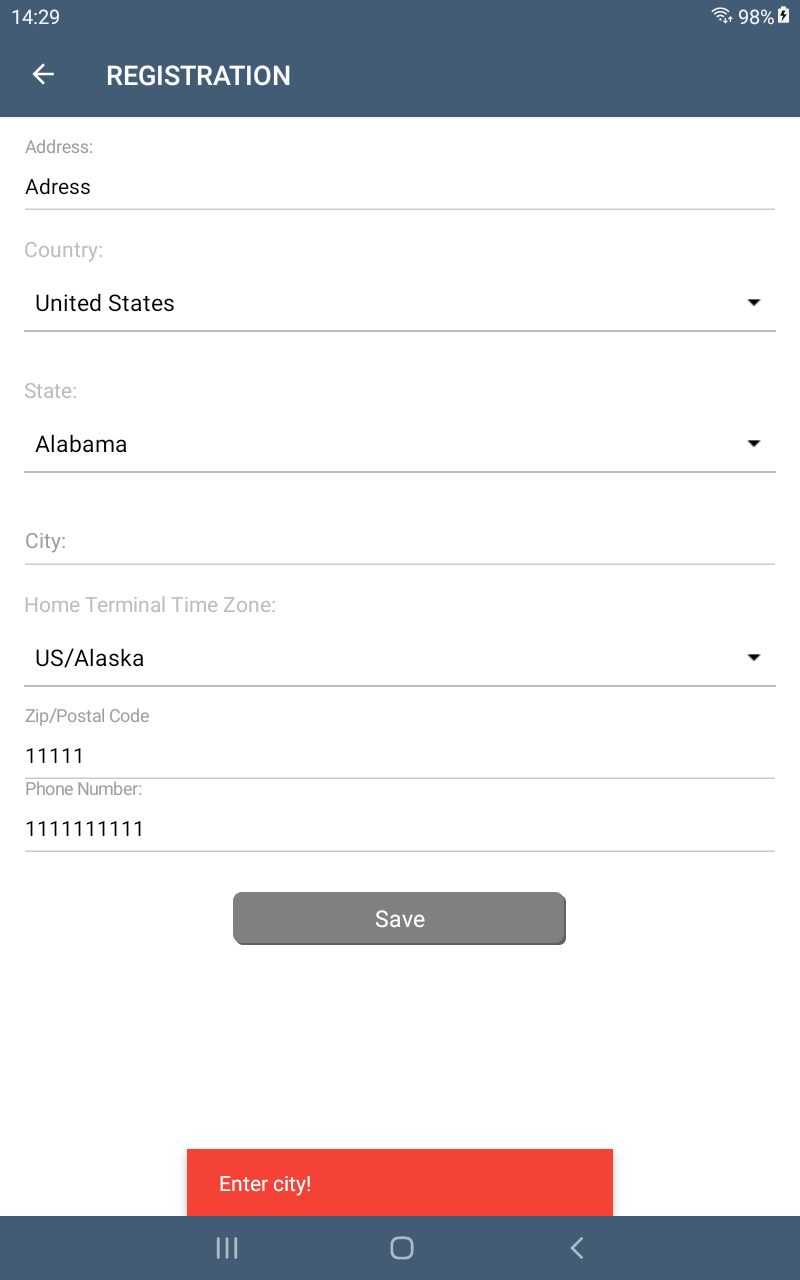 14:29 98%
REGISTRATION
Address:
Adress
Country:
United States
State:
Alabama
City:
Home Terminal Time Zone:
US/Alaska
Zip/Postal Code
11111
Phone Number:
1111111111
Save
Enter city!